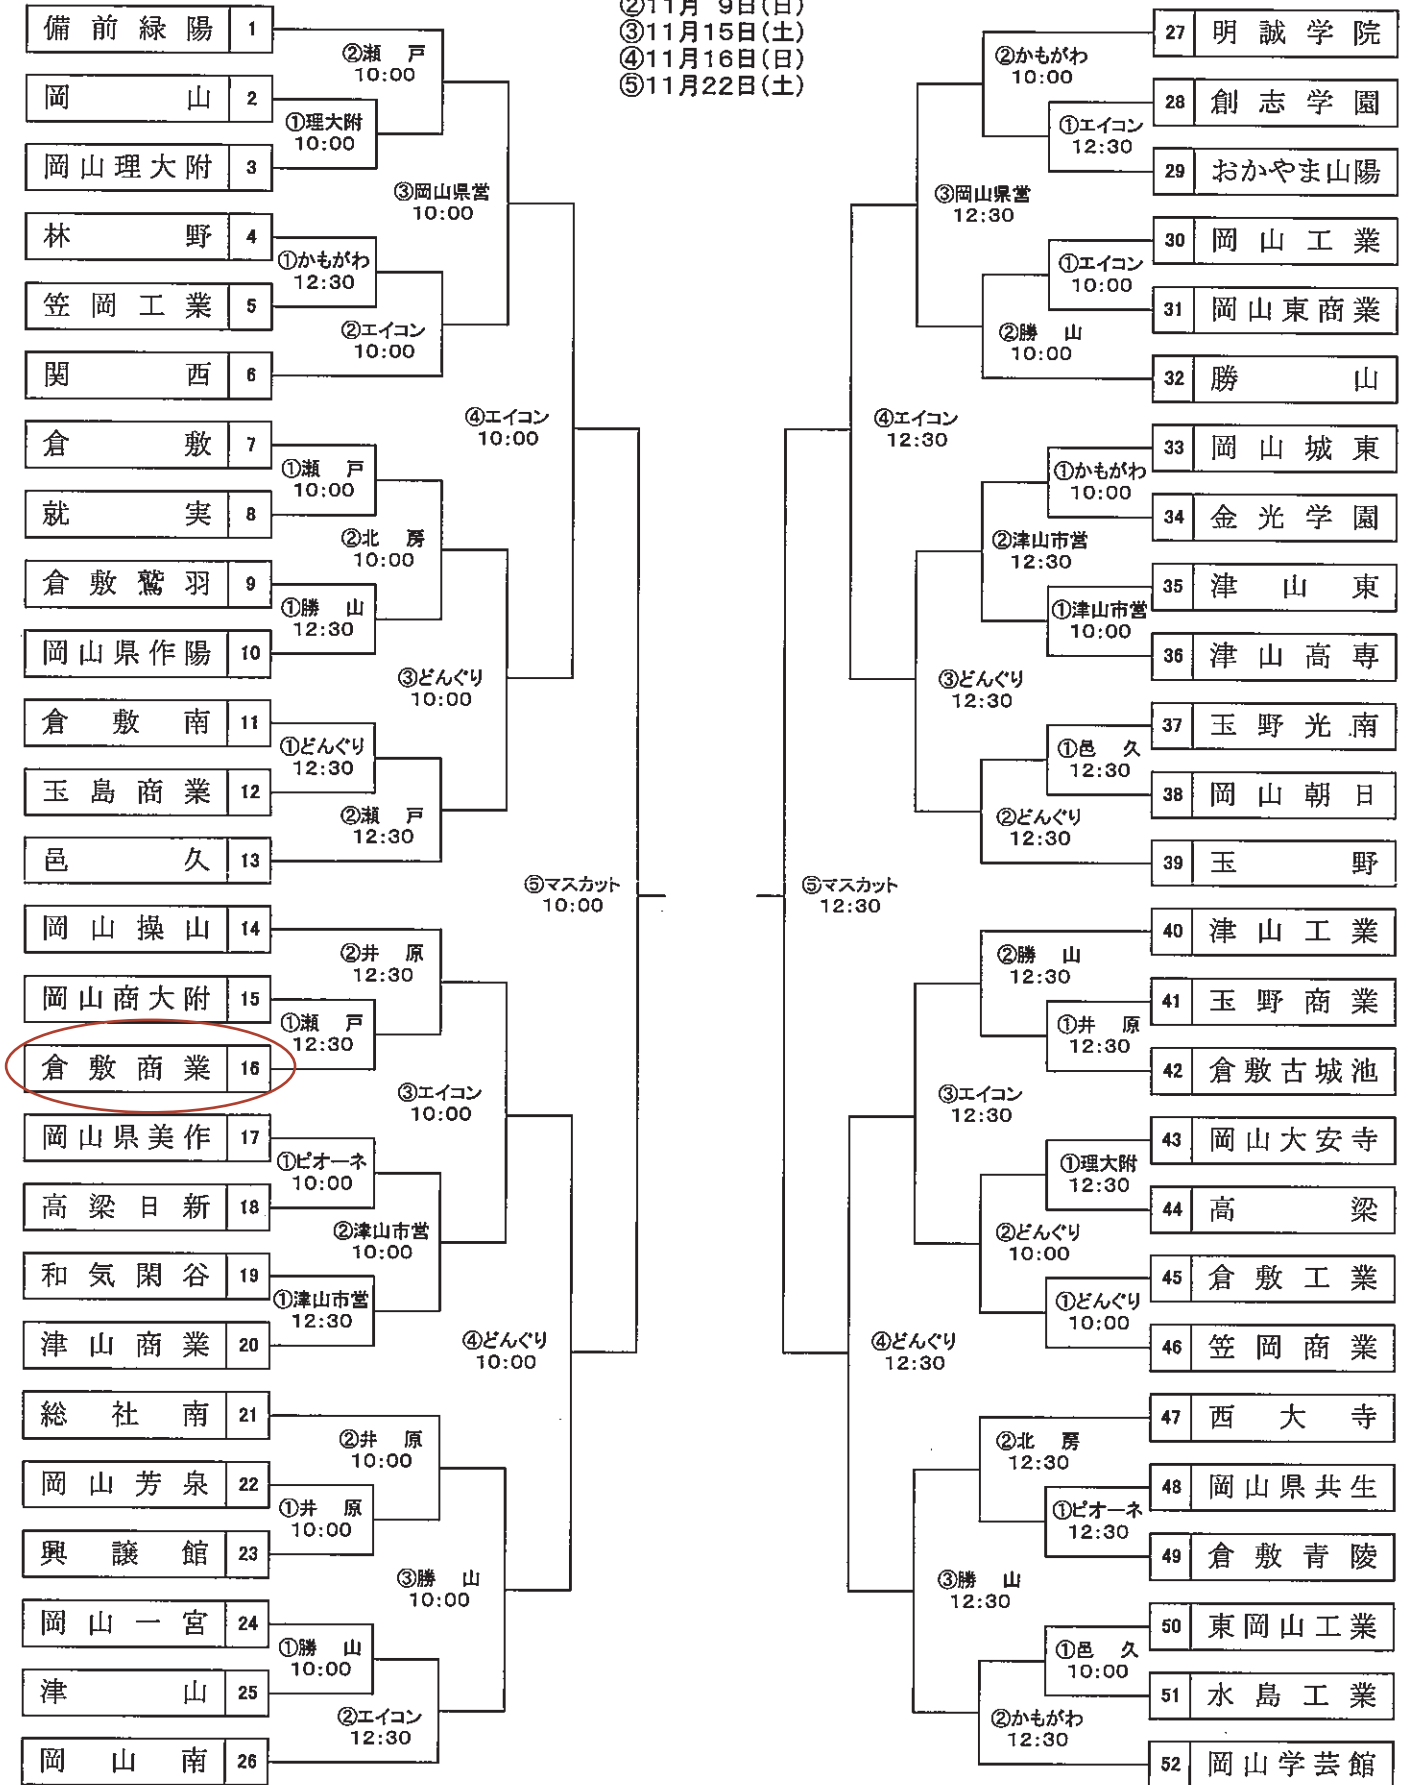 ②11月 9日(日)
③11月15日(土)
④11月16日(日)
⑤11月22日(土)
備前緑陽 1
岡山 2
岡山理大附 3
林野 4
笠岡工業 5
関西 6
倉敷 7
就実 8
倉敷鷲羽 9
岡山県作陽 10
倉敷南 11
玉島商業 12
邑久 13
岡山操山 14
岡山商大附 15
倉敷商業 16
岡山県美作 17
高梁日新 18
和気閑谷 19
津山商業 20
総社南 21
岡山芳泉 22
興譲館 23
岡山一宮 24
津山 25
岡山南 26
②瀬戸
10:00
①理大附
10:00
③岡山県営
10:00
①かもがわ
12:30
②エイコン
10:00
④エイコン
10:00
①瀬戸
10:00
②北房
10:00
①勝山
12:30
③どんぐり
10:00
①どんぐり
12:30
②瀬戸
12:30
⑤マスカット
10:00
②井原
12:30
①瀬戸
12:30
③エイコン
10:00
①ピオーネ
10:00
②津山市営
10:00
①津山市営
12:30
④どんぐり
10:00
②井原
10:00
①井原
10:00
③勝山
10:00
①勝山
10:00
②エイコン
12:30
27 明誠学院
28 創志学園
29 おかやま山陽
30 岡山工業
31 岡山東商業
32 勝山
33 岡山城東
34 金光学園
35 津山東
36 津山高専
37 玉野光南
38 岡山朝日
39 玉野
40 津山工業
41 玉野商業
42 倉敷古城池
43 岡山大安寺
44 高梁
45 倉敷工業
46 笠岡商業
47 西大寺
48 岡山県共生
49 倉敷青陵
50 東岡山工業
51 水島工業
52 岡山学芸館
②かもがわ
10:00
①エイコン
12:30
③岡山県営
12:30
①エイコン
10:00
②勝山
10:00
④エイコン
12:30
①かもがわ
10:00
②津山市営
12:30
①津山市営
10:00
③どんぐり
12:30
①邑久
12:30
②どんぐり
12:30
⑤マスカット
12:30
②勝山
12:30
①井原
12:30
③エイコン
12:30
①理大附
12:30
②どんぐり
10:00
①どんぐり
10:00
④どんぐり
12:30
②北房
12:30
①ピオーネ
12:30
③勝山
12:30
①邑久
10:00
②かもがわ
12:30